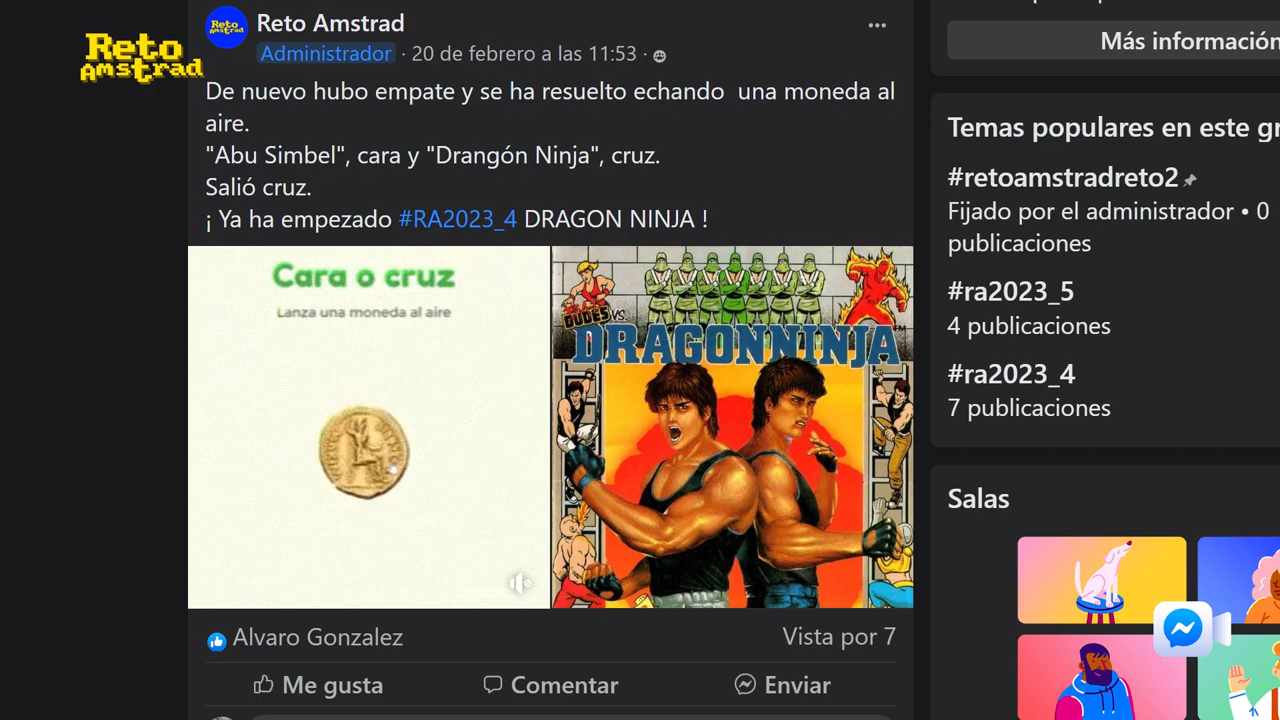 Reto
Amstrad
Reto
Amstrad
Reto Amstrad
Administrador · 20 de febrero a las 11:53 ·
De nuevo hubo empate y se ha resuelto echando una moneda al
aire.
"Abu Simbel", cara y "Drangón Ninja", cruz.
Salió cruz.
¡ Ya ha empezado #RA2023_4 DRAGON NINJA !
Cara o cruz
Lanza una moneda al aire
DUDES VS.
DRAGONNINJA™
Alvaro Gonzalez
Vista por 7
Me gusta
Comentar
Enviar
Más información
Temas populares en este gr
#retoamstradreto2
Fijado por el administrador • 0
publicaciones
#ra2023_5
4 publicaciones
#ra2023_4
7 publicaciones
Salas